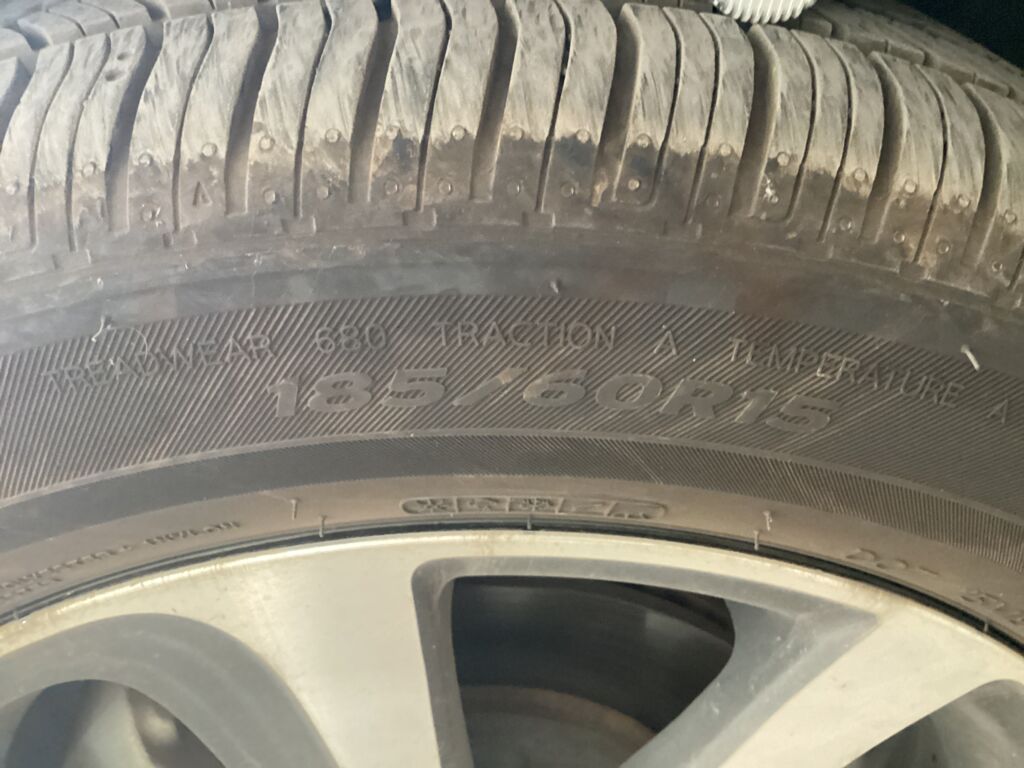 TREADWEAR 680 TRACTION A TEMPERATURE A
185/60R15